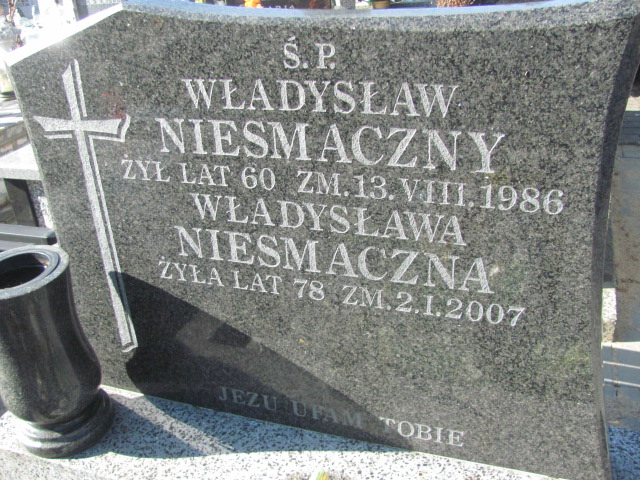 Ś.P.
WŁADYSŁAW
NIESMACZNY
ŻYŁ LAT 60 ZM.13.VIII.1986
WŁADYSŁAWA
NIESMACZNA
ŻYŁA LAT 78 ZM.2.I.2007
JEZU UFAM TOBIE